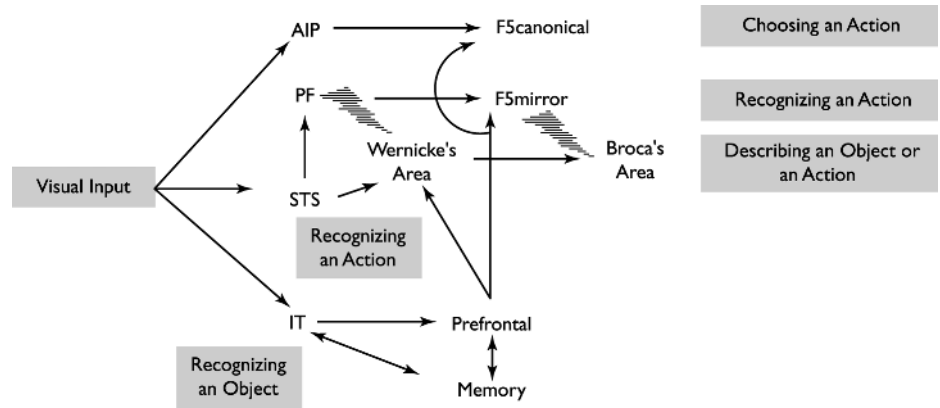 AIP
F5canonical
Choosing an Action
PF
F5mirror
Recognizing an Action
Wernicke's
Area
Broca's
Area
Describing an Object or
an Action
Visual Input
STS
Recognizing
an Action
IT
Prefrontal
Recognizing
an Object
Memory